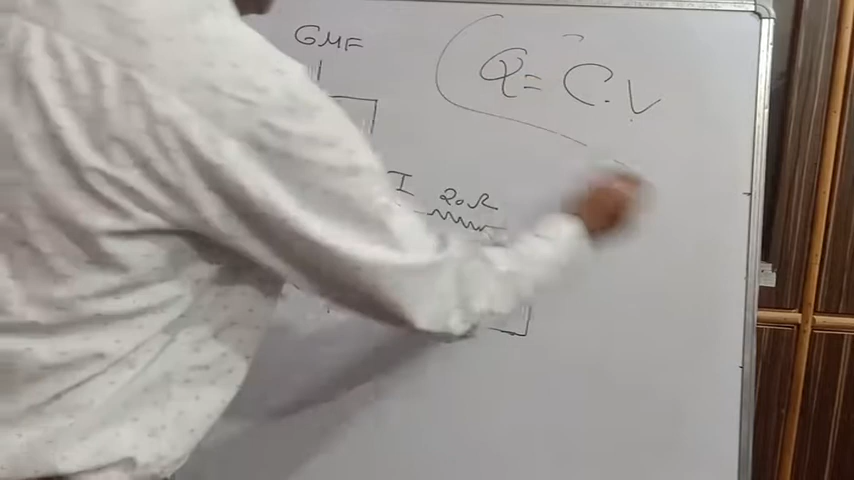 GMF
Q = C.V
I
20Ω